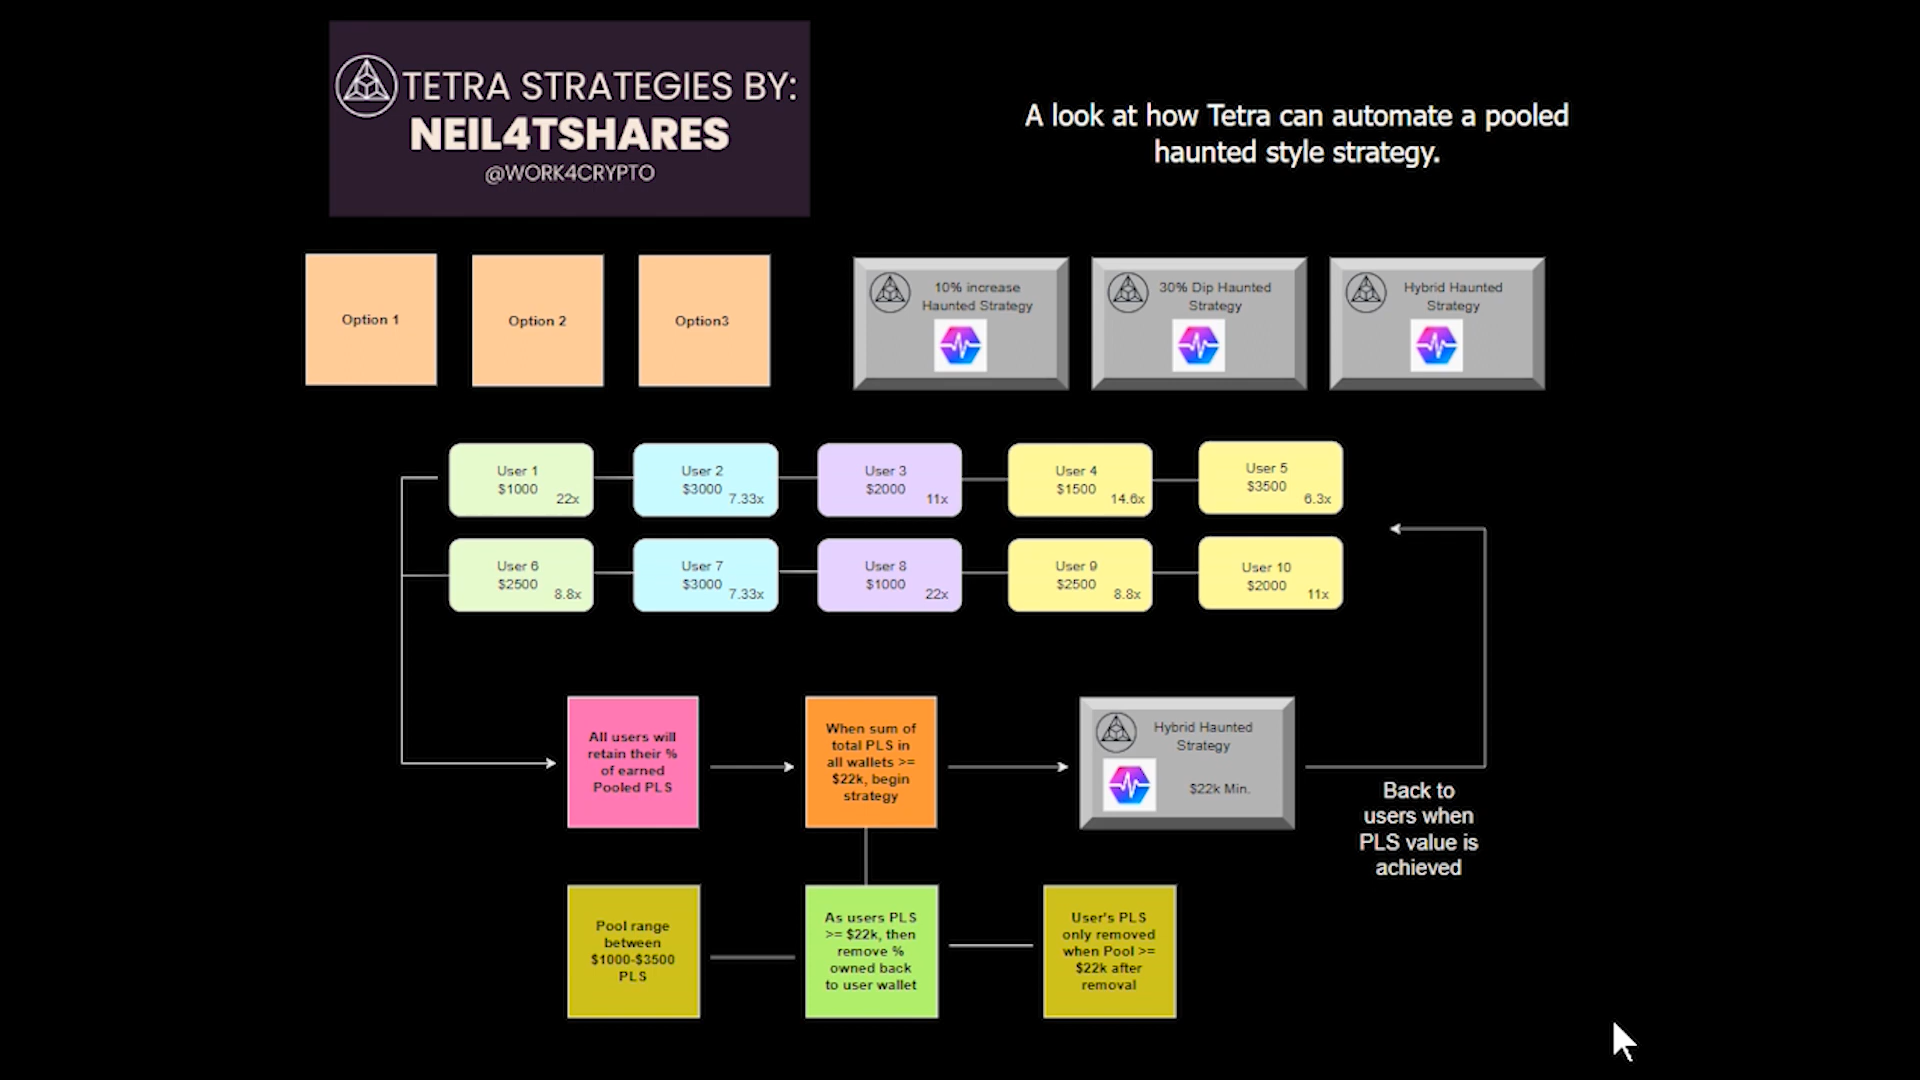 TETRA STRATEGIES BY:
NEIL4TSHARES
@WORK4CRYPTO
A look at how Tetra can automate a pooled
haunted style strategy.
Option 1
Option 2
Option3
10% increase
Haunted Strategy
30% Dip Haunted
Strategy
Hybrid Haunted
Strategy
User 1
$1000
22x
User 2
$3000
7.33x
User 3
$2000
11x
User 4
$1500
14.6x
User 5
$3500
6.3x
User 6
$2500
8.8x
User 7
$3000
7.33x
User 8
$1000
22x
User 9
$2500
8.8x
User 10
$2000
11x
All users will
retain their %
of earned
Pooled PLS
When sum of
total PLS in
all wallets >=
$22k, begin
strategy
Hybrid Haunted
Strategy
$22k Min.
Back to
users when
PLS value is
achieved
Pool range
between
$1000-$3500
PLS
As users PLS
>= $22k, then
remove %
owned back
to user wallet
User's PLS
only removed
when Pool >=
$22k after
removal